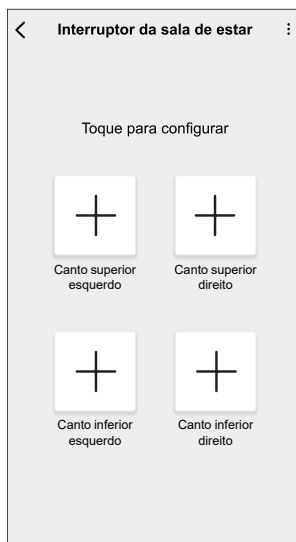 Interruptor da sala de estar
Toque para configurar
Canto superior
esquerdo
Canto superior
direito
Canto inferior
esquerdo
Canto inferior
direito